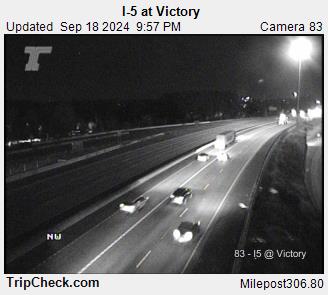 I-5 at Victory
Updated  Sep 18 2024  9:57 PM
Camera 83
T
NW
83 - I5 @ Victory
TripCheck.com
Milepost306.80